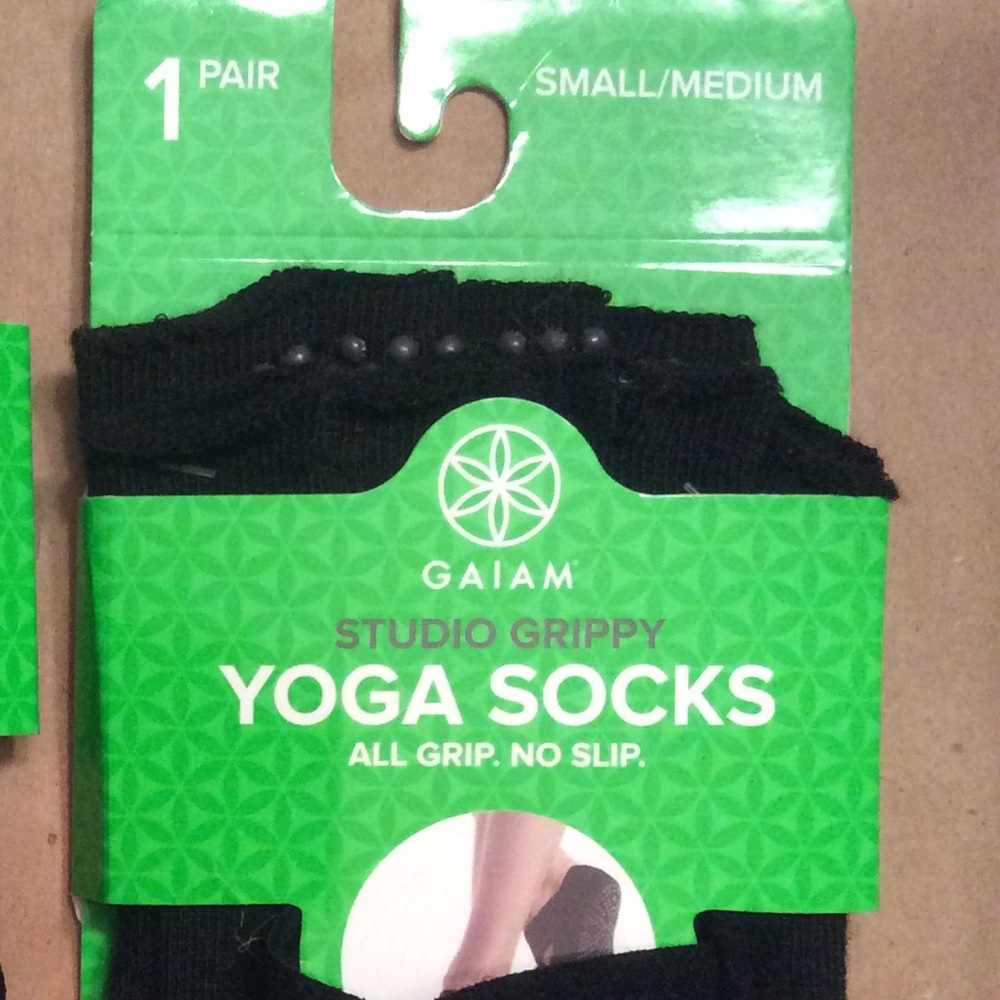 1 PAIR
SMALL/MEDIUM
GAIAM
STUDIO GRIPPY
YOGA SOCKS
ALL GRIP. NO SLIP.